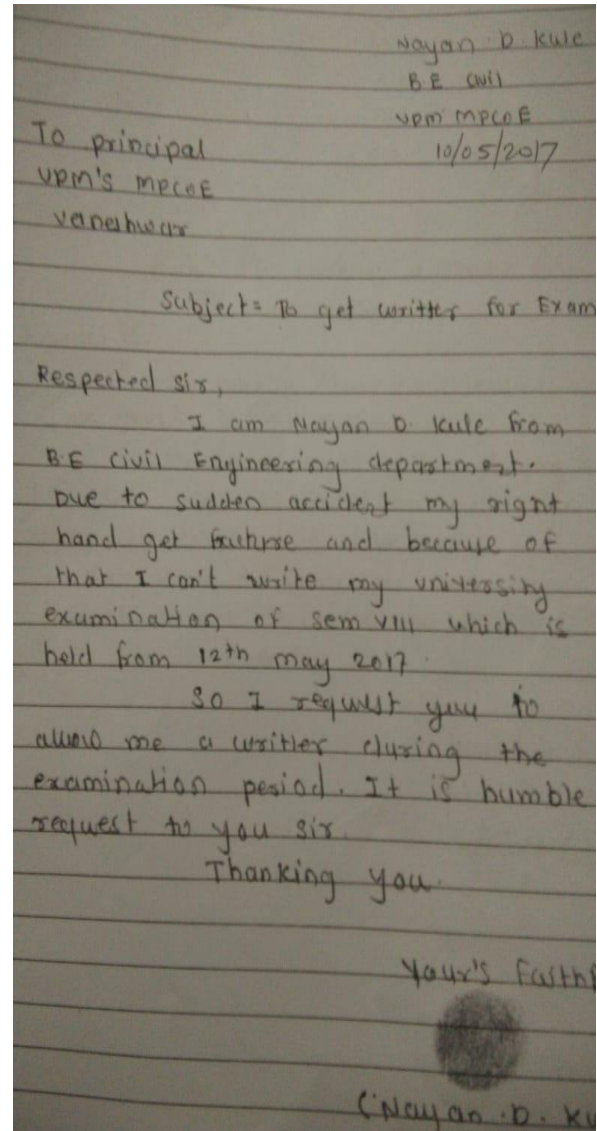 Nayan D. Kule
B.E Civil
VPM MPCOE
10/05/2017
To principal
VPM's MPCOE
Vaneshwar
Subject = To get writter for Exam
Respected sir,
I am Nayan D. Kule from
B.E Civil Engineering department.
Due to sudden accident my right
hand get and because of
that I can't write my university
examination of sem VIII which is
held from 12th may 2017.
So I request you to
allow me a writter during the
examination period. It is humble
request to you sir.
Thanking you.
Your's Faithf
(Nayan .D. Ku